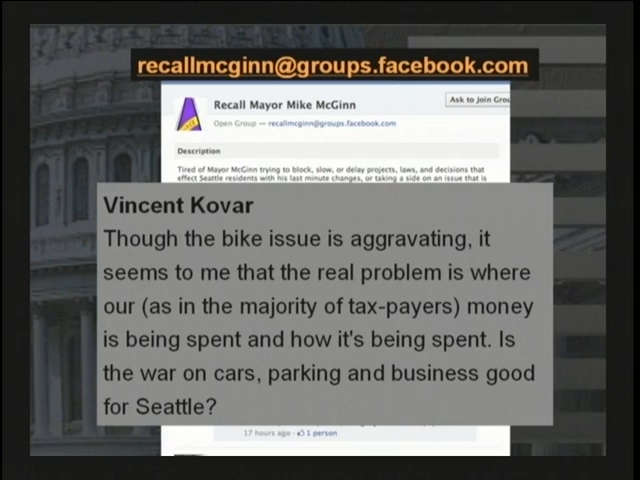 recallmcginn@groups.facebook.com
Recall Mayor Mike McGinn
Ask to Join Grou
Open Group — recallmcginn@groups.facebook.com
Description
Tired of Mayor McGinn trying to block, slow, or delay projects, laws, and decisions that
effect Seattle residents with his last minute changes, or taking a side on an issue that is
Vincent Kovar
Though the bike issue is aggravating, it
seems to me that the real problem is where
our (as in the majority of tax-payers) money
is being spent and how it's being spent. Is
the war on cars, parking and business good
for Seattle?
17 hours ago · 1 person